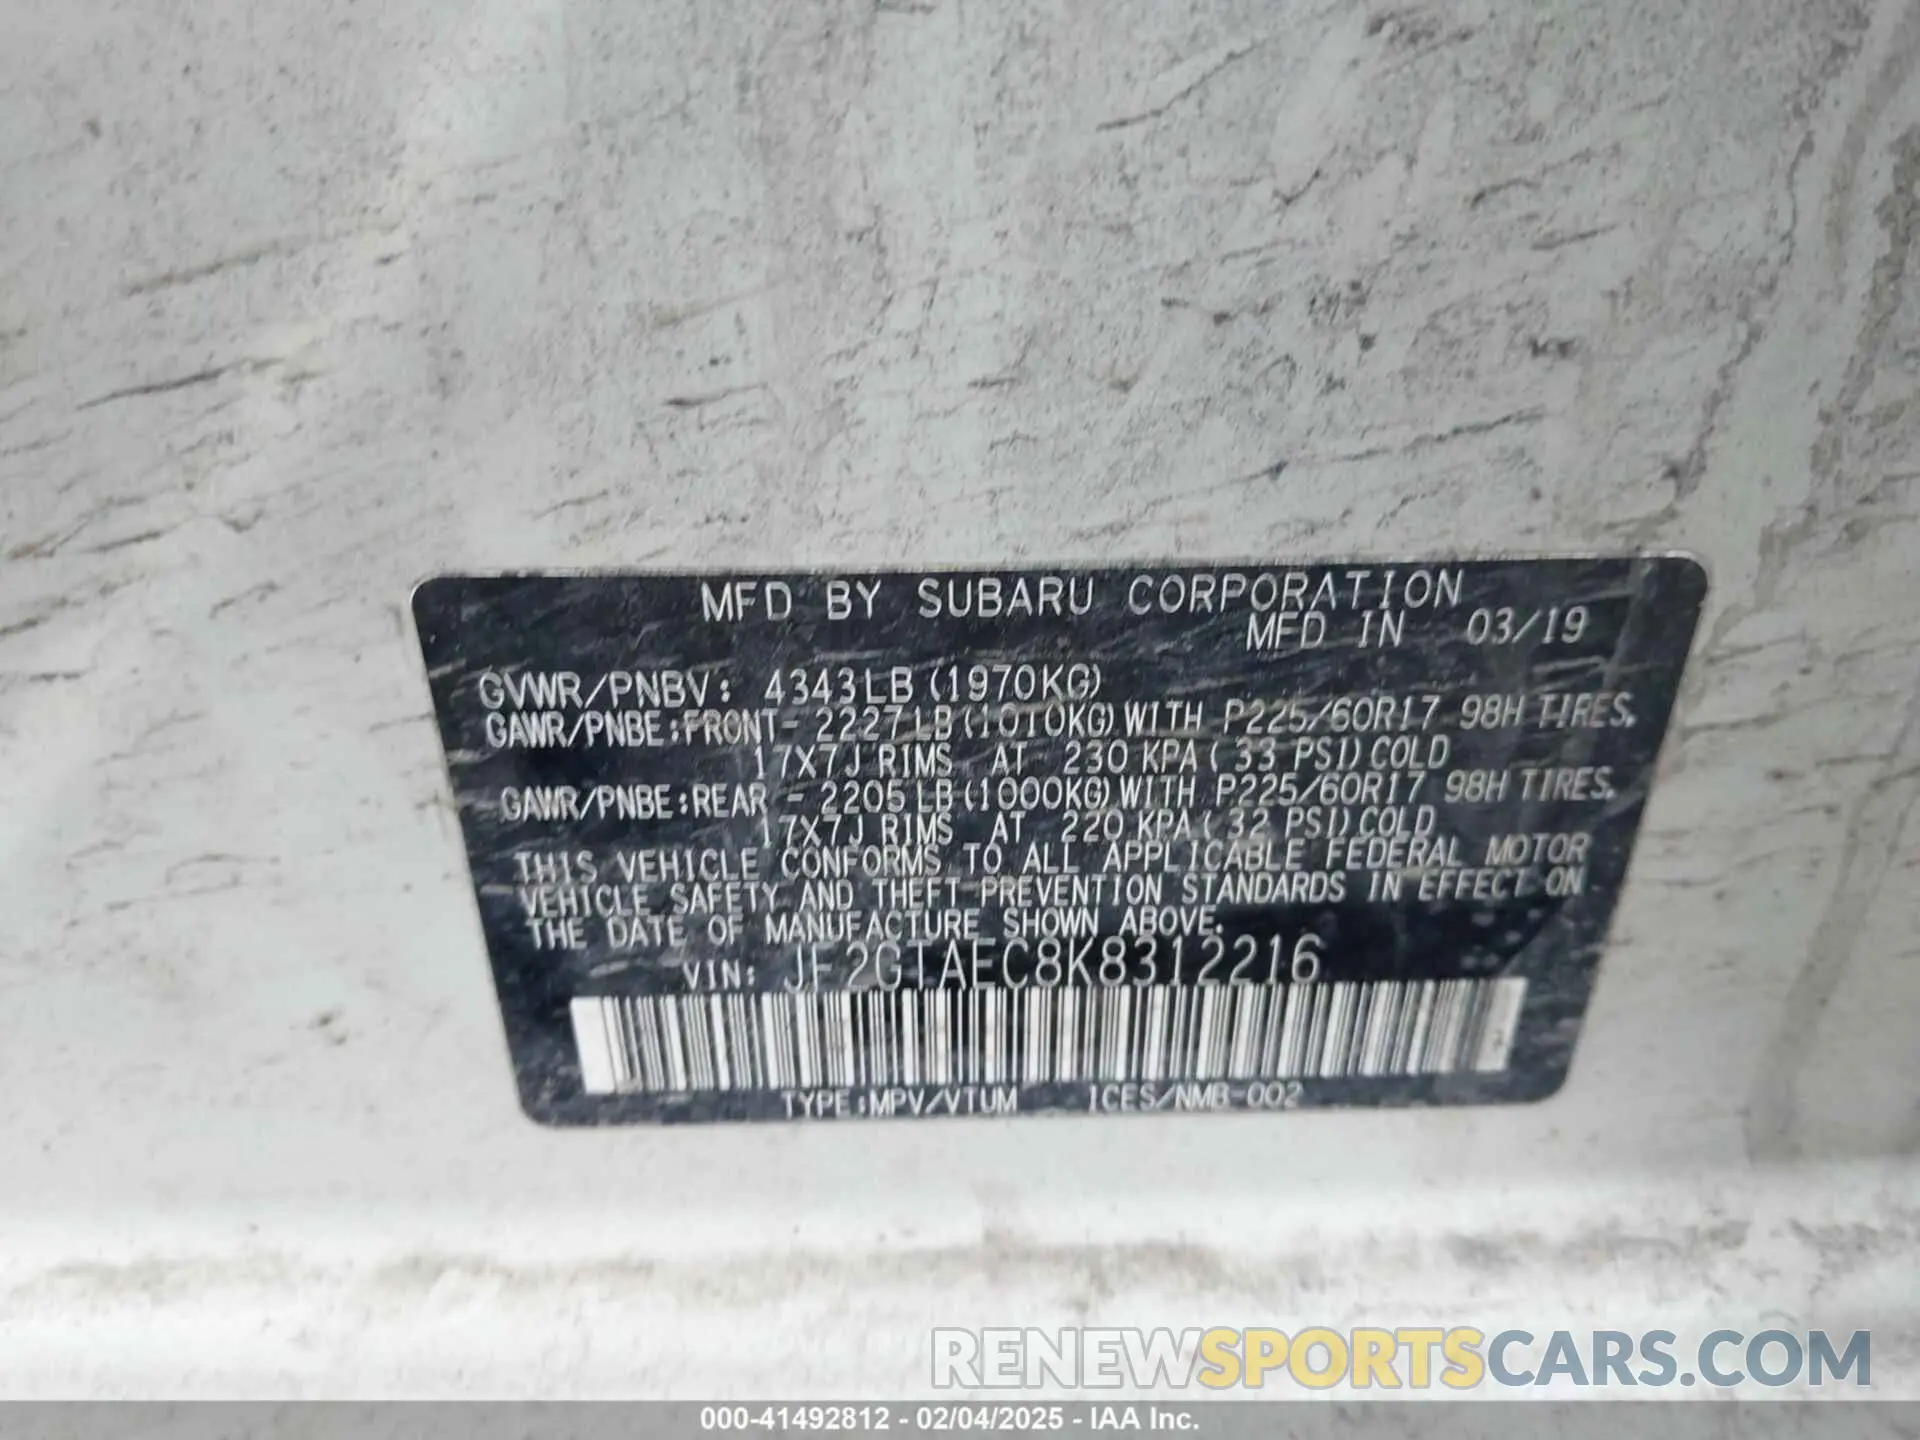 MFD BY SUBARU CORPORATION
MFD IN 03/19
GVWR/PNBV: 4343LB(1970KG)
GAWR/PNBE:FRONT- 2227LB(1010KG)WITH P225/60R17 98H TIRES,
17X7J RIMS AT 230 KPA( 33 PSI)COLD
GAWR/PNBE:REAR - 2205LB(1000KG)WITH P225/60R17 98H TIRES,
17X7J RIMS AT 220 KPA( 32 PSI)COLD
THIS VEHICLE CONFORMS TO ALL APPLICABLE FEDERAL MOTOR
VEHICLE SAFETY AND THEFT PREVENTION STANDARDS IN EFFECT ON
THE DATE OF MANUFACTURE SHOWN ABOVE.
VIN: JF2GTAEC8K8312216
TYPE:MPV/VTUM ICES/NMB-002
RENEWSPORTSCARS.COM
000-41492812 - 02/04/2025 - IAA Inc.